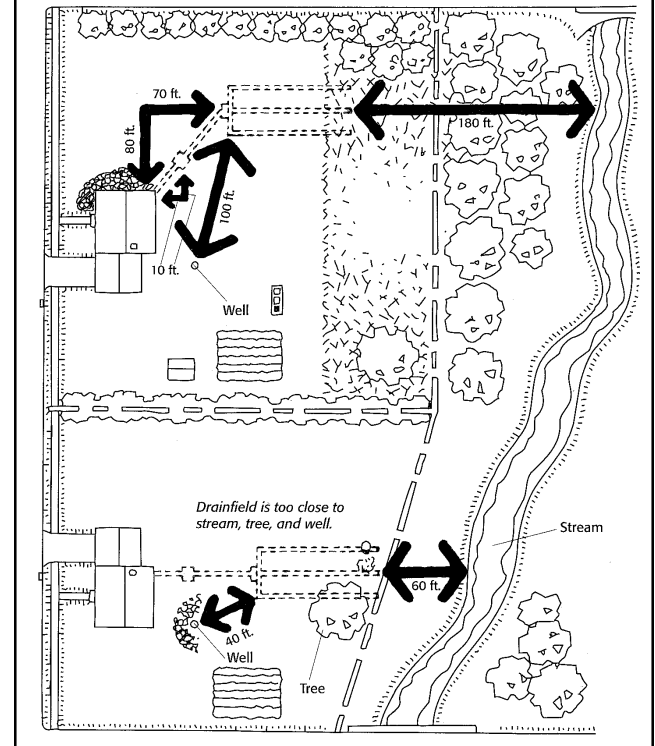 70 ft.
80 ft.
180 ft.
100 ft.
10 ft.
Well
Drainfield is too close to
stream, tree, and well.
Stream
60 ft.
40 ft.
Well
Tree